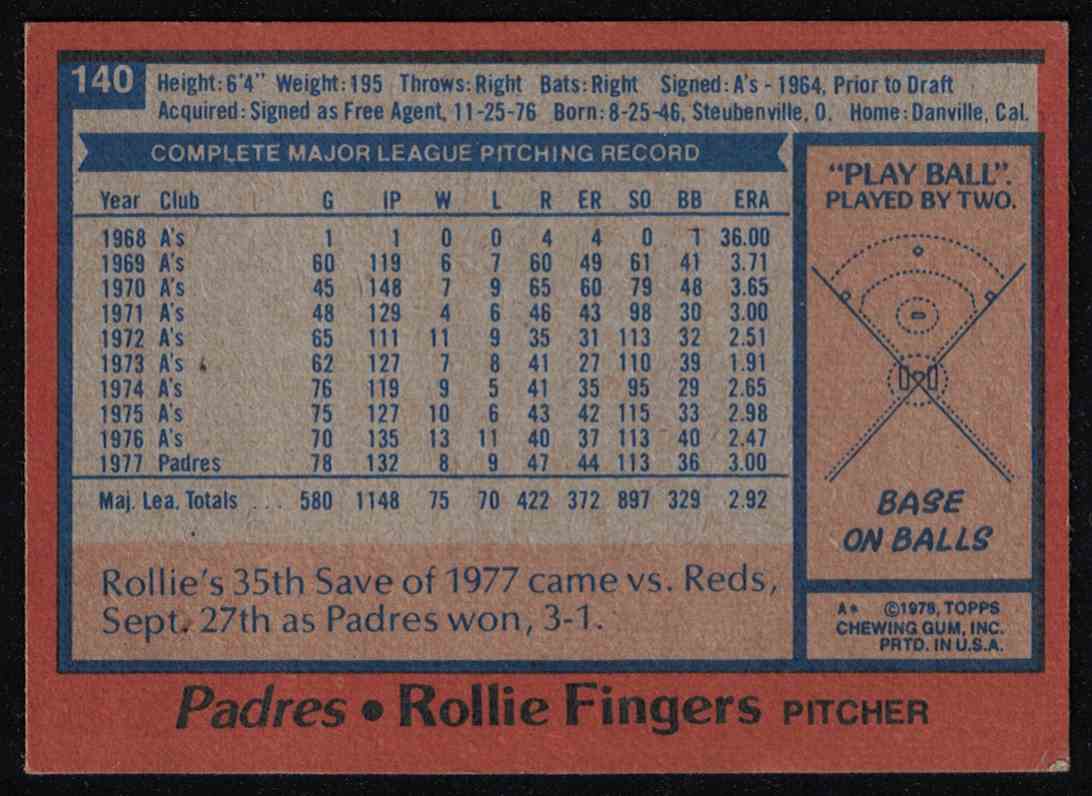 140
Height: 6'4" Weight: 195 Throws: Right Bats: Right Signed: A's - 1964, Prior to Draft
Acquired: Signed as Free Agent, 11-25-76 Born: 8-25-46, Steubenville, O. Home: Danville, Cal.
COMPLETE MAJOR LEAGUE PITCHING RECORD
Year Club G IP W L R ER SO BB ERA
1968 A's 1 1 0 0 4 4 0 1 36.00
1969 A's 60 119 6 7 60 49 61 41 3.71
1970 A's 45 148 7 9 65 60 79 48 3.65
1971 A's 48 129 4 6 46 43 98 30 3.00
1972 A's 65 111 11 9 35 31 113 32 2.51
1973 A's 62 127 7 8 41 27 110 39 1.91
1974 A's 76 119 9 5 41 35 95 29 2.65
1975 A's 75 127 10 6 43 42 115 33 2.98
1976 A's 70 135 13 11 40 37 113 40 2.47
1977 Padres 78 132 8 9 47 44 113 36 3.00
Maj. Lea. Totals . . . 580 1148 75 70 422 372 897 329 2.92
Rollie's 35th Save of 1977 came vs. Reds,
Sept. 27th as Padres won, 3-1.
"PLAY BALL".
PLAYED BY TWO.
BASE
ON BALLS
A* ©1978, TOPPS
CHEWING GUM, INC.
PRTD. IN U.S.A.
Padres • Rollie Fingers PITCHER